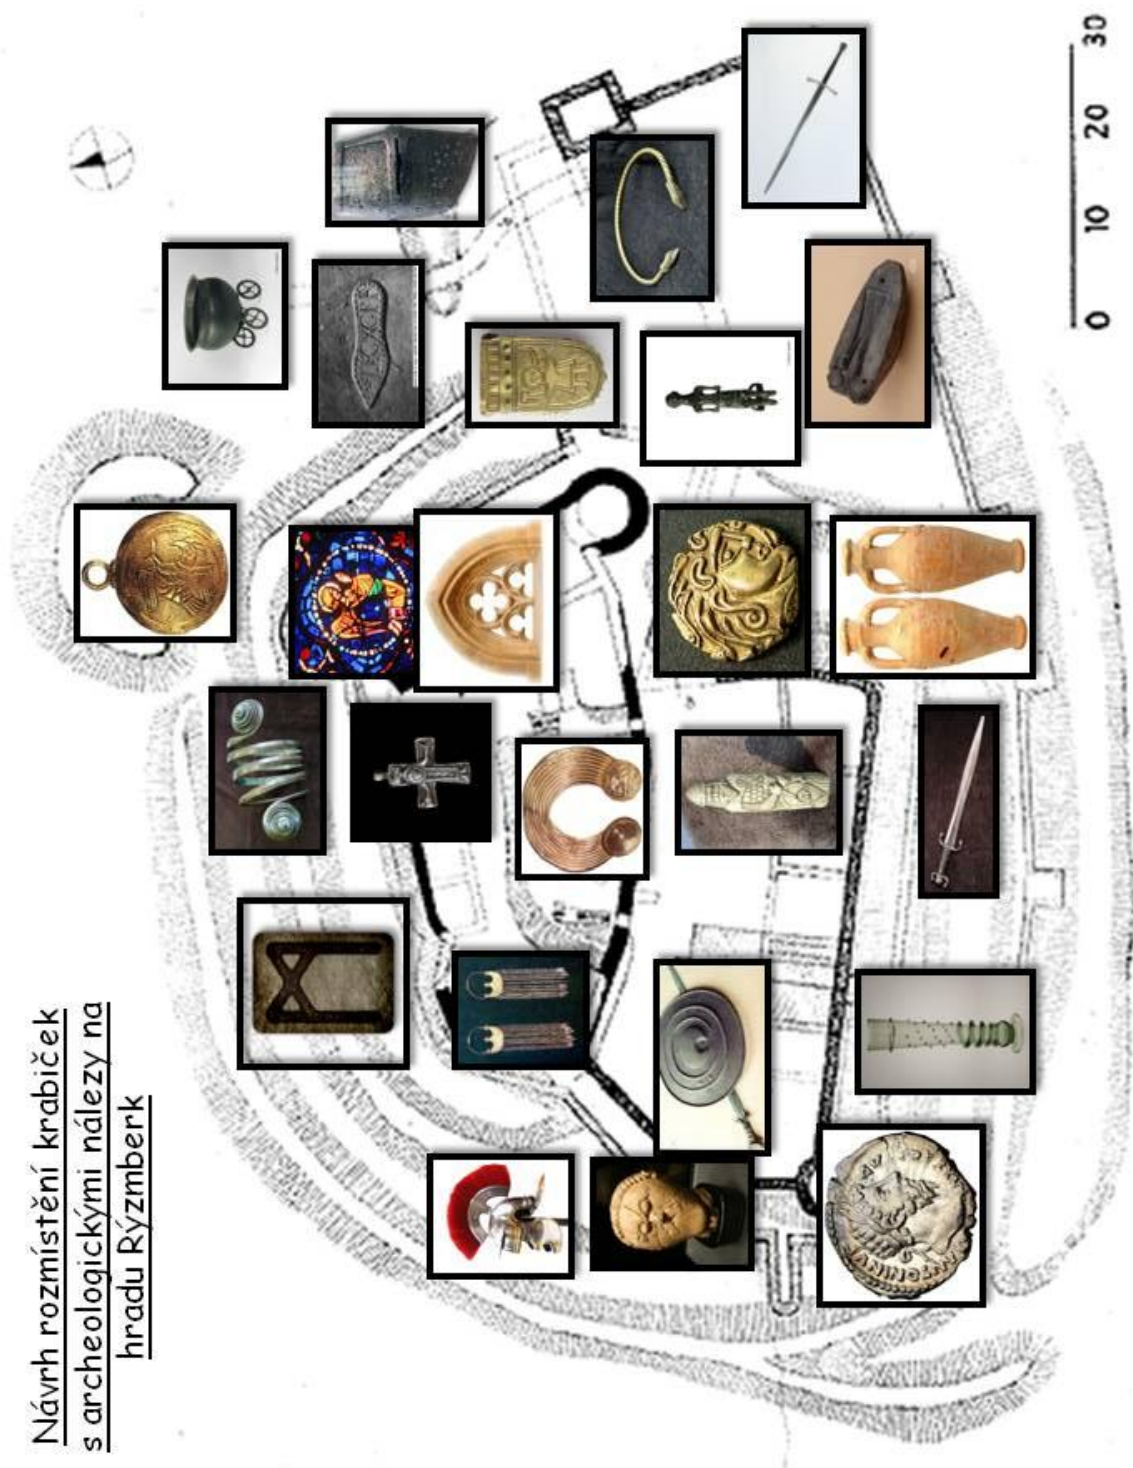 Návrh rozmístění krabiček
s archeologickými nálezy na
hradu Rýzmberk
0 10 20 30